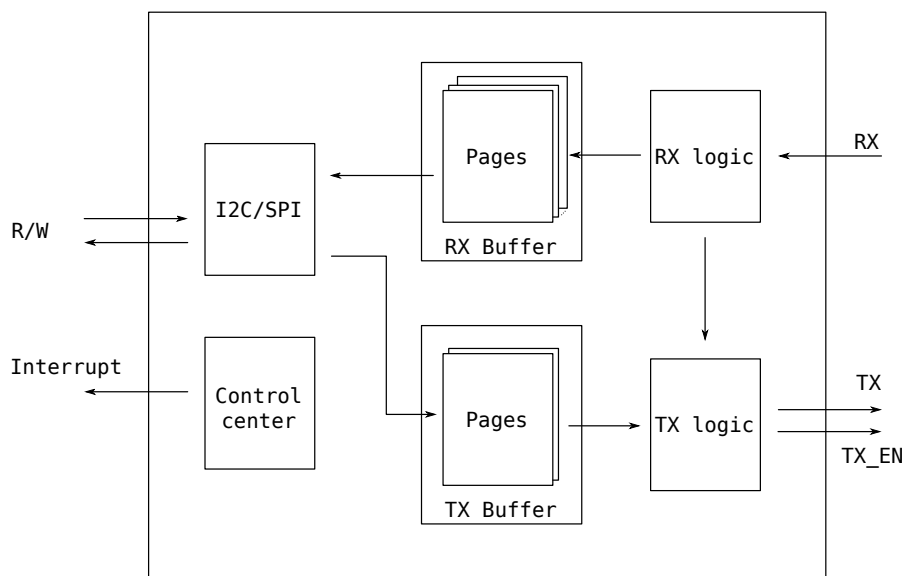 RX
Pages
RX logic
I2C/SPI
R/W
RX Buffer
Interrupt
Control
center
Pages
TX logic
TX
TX_EN
TX Buffer